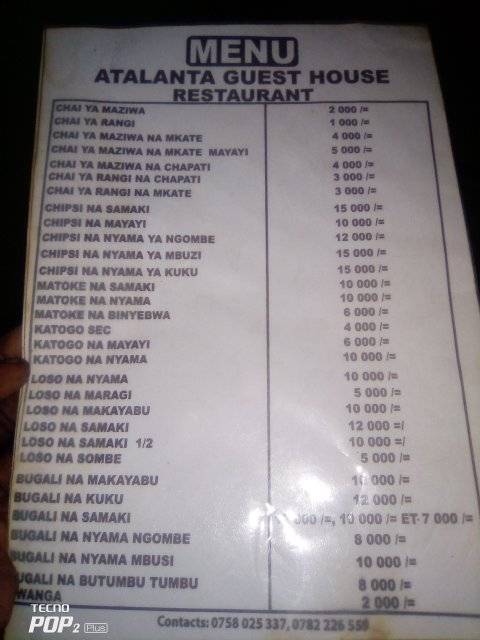 MENU
ATALANTA GUEST HOUSE
RESTAURANT
CHAI YA MAZIWA 2 000 /=
CHAI YA RANGI 1 000 /=
CHAI YA MAZIWA NA MKATE 4 000 /=
CHAI YA MAZIWA NA MKATE MAYAYI 5 000 /=
CHAI YA MAZIWA NA CHAPATI 4 000 /=
CHAI YA RANGI NA CHAPATI 3 000 /=
CHAI YA RANGI NA MKATE 3 000 /=
CHIPSI NA SAMAKI 15 000 /=
CHIPSI NA MAYAYI 10 000 /=
CHIPSI NA NYAMA YA NGOMBE 12 000 /=
CHIPSI NA NYAMA YA MBUZI 15 000 /=
CHIPSI NA NYAMA YA KUKU 15 000 /=
MATOKE NA SAMAKI 10 000 /=
MATOKE NA NYAMA 10 000 /=
MATOKE NA BINYEBWA 6 000 /=
KATOGO SEC 4 000 /=
KATOGO NA MAYAYI 6 000 /=
KATOGO NA NYAMA 10 000 /=
LOSO NA NYAMA 10 000 /=
LOSO NA MARAGI 5 000 /=
LOSO NA MAKAYABU 10 000 /=
LOSO NA SAMAKI 12 000 =/
LOSO NA SAMAKI 1/2 10 000 =/
LOSO NA SOMBE 5 000 /=
BUGALI NA MAKAYABU 10 000 /=
BUGALI NA KUKU 12 000 /=
BUGALI NA SAMAKI 000 /=, 10 000 /= ET 7 000 /=
BUGALI NA NYAMA NGOMBE 8 000 /=
BUGALI NA NYAMA MBUSI 10 000 /=
BUGALI NA BUTUMBU TUMBU 8 000 /=
WANGA 2 000 /=
Contacts: 0758 025 337, 0782 226 559
TECNO
POP 2 Plus